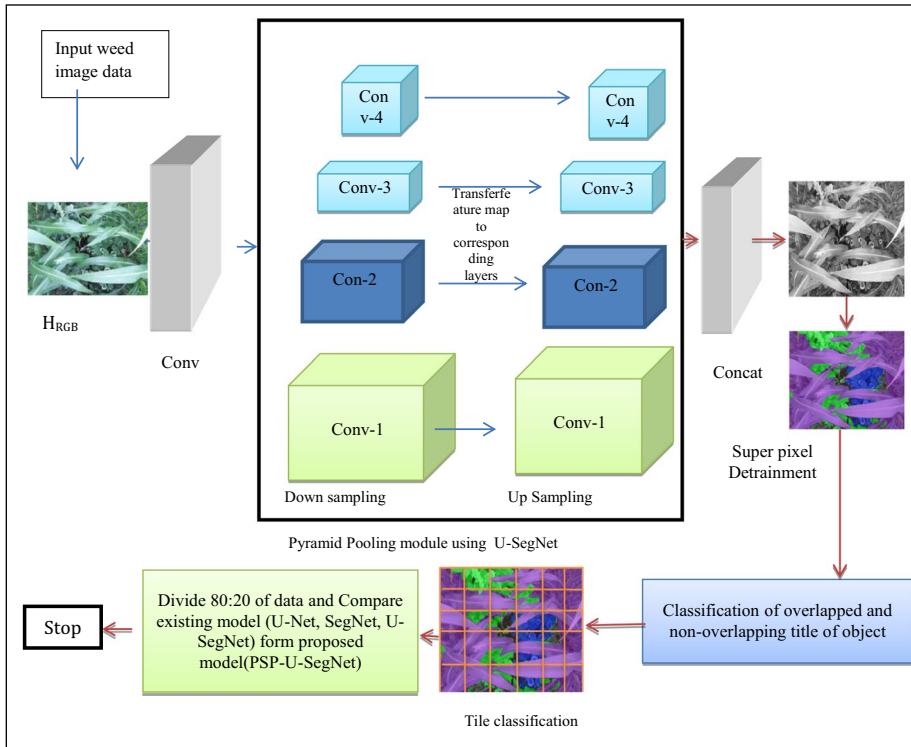 Input weed
image data
H_RGB
Conv
Con
v-4
Con
v-4
Conv-3
Conv-3
Transferfe
ature map
to
correspon
ding
layers
Con-2
Con-2
Conv-1
Conv-1
Down sampling
Up Sampling
Pyramid Pooling module using U-SegNet
Concat
Super pixel
Detrainment
Classification of overlapped and
non-overlapping title of object
Tile classification
Divide 80:20 of data and Compare
existing model (U-Net, SegNet, U-
SegNet) form proposed
model(PSP-U-SegNet)
Stop